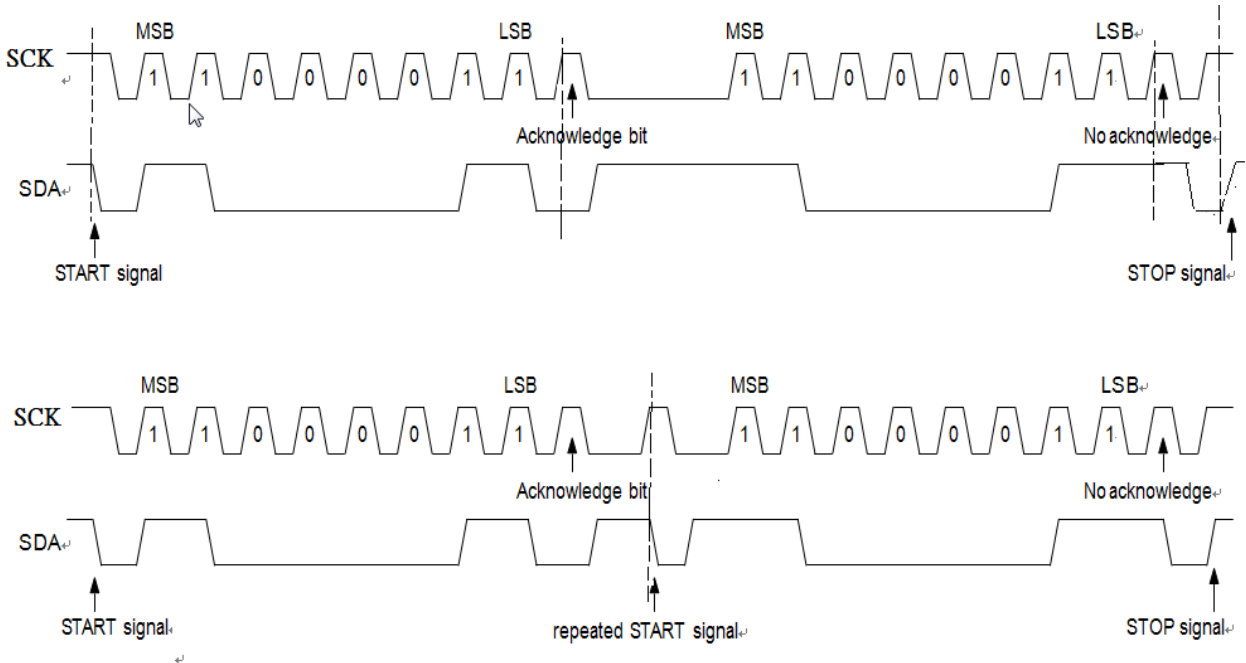 MSB LSB MSB LSB
SCK
1 1 0 0 0 0 1 1 1 1 0 0 0 0 1 1
Acknowledge bit No acknowledge
SDA
START signal STOP signal
MSB LSB MSB LSB
SCK
1 1 0 0 0 0 1 1 1 1 0 0 0 0 1 1
Acknowledge bit No acknowledge
SDA
START signal repeated START signal STOP signal